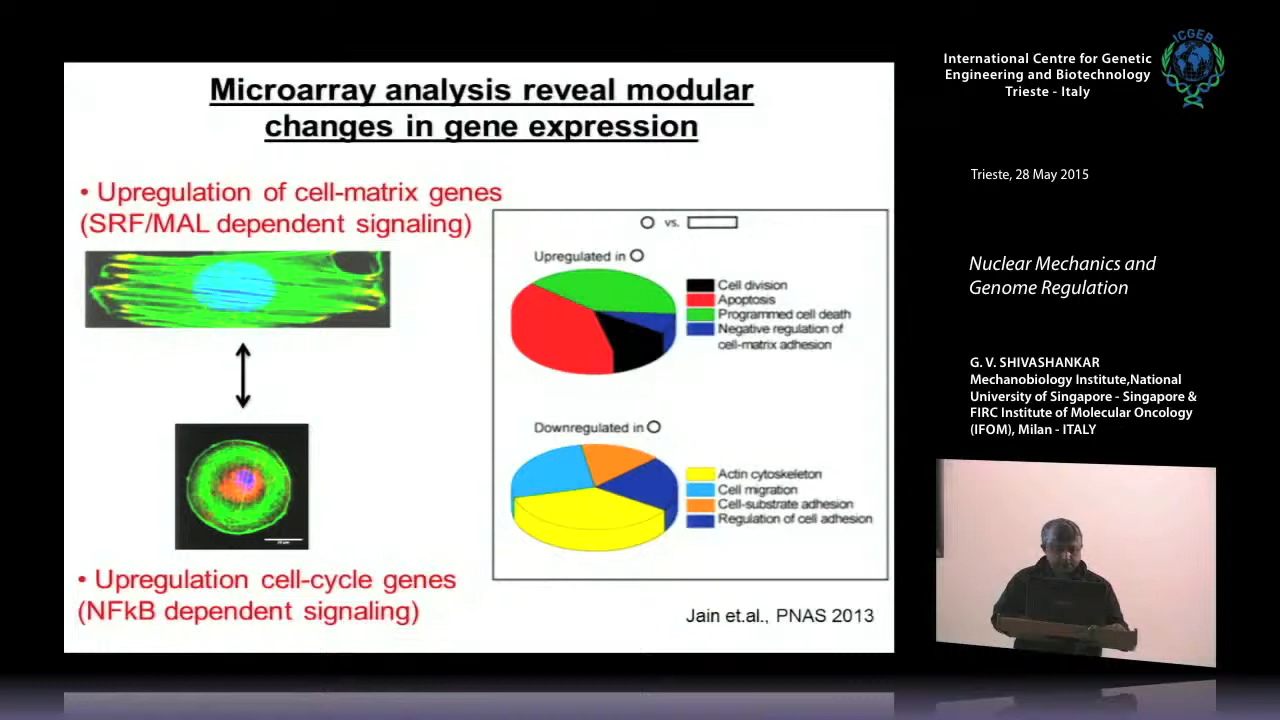 Microarray analysis reveal modular
changes in gene expression
• Upregulation of cell-matrix genes
(SRF/MAL dependent signaling)
• Upregulation cell-cycle genes
(NFkB dependent signaling)
vs.
Upregulated in
Cell division
Apoptosis
Programmed cell death
Negative regulation of
cell-matrix adhesion
Downregulated in
Actin cytoskeleton
Cell migration
Cell-substrate adhesion
Regulation of cell adhesion
Jain et.al., PNAS 2013
International Centre for Genetic
Engineering and Biotechnology
Trieste - Italy
ICGEB
Trieste, 28 May 2015
Nuclear Mechanics and
Genome Regulation
G. V. SHIVASHANKAR
Mechanobiology Institute,National
University of Singapore - Singapore &
FIRC Institute of Molecular Oncology
(IFOM), Milan - ITALY